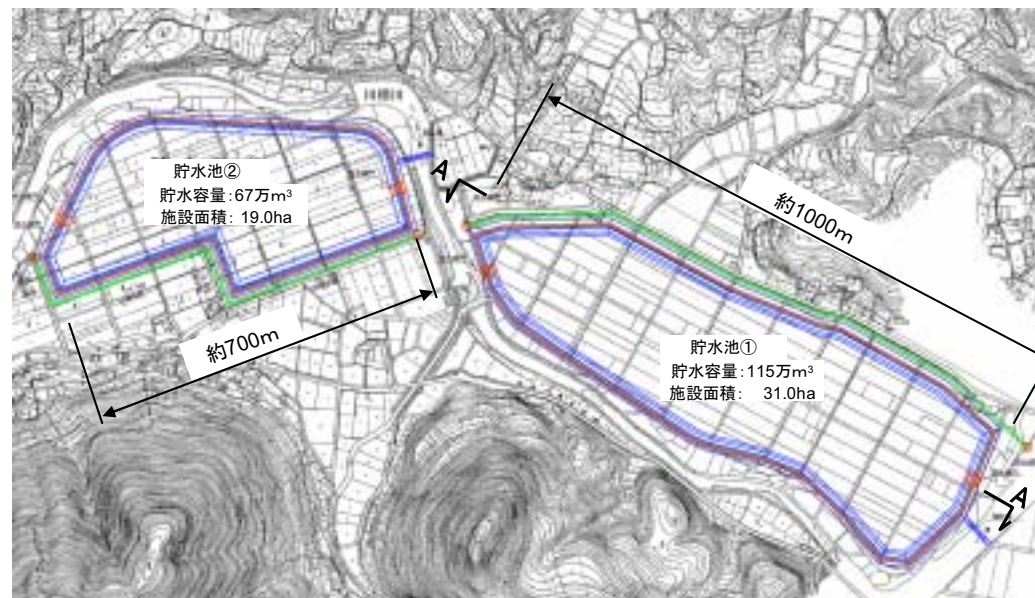 貯水池②
貯水容量:67万m³
施設面積: 19.0ha
A
約1000m
約700m
貯水池①
貯水容量:115万m³
施設面積: 31.0ha
A